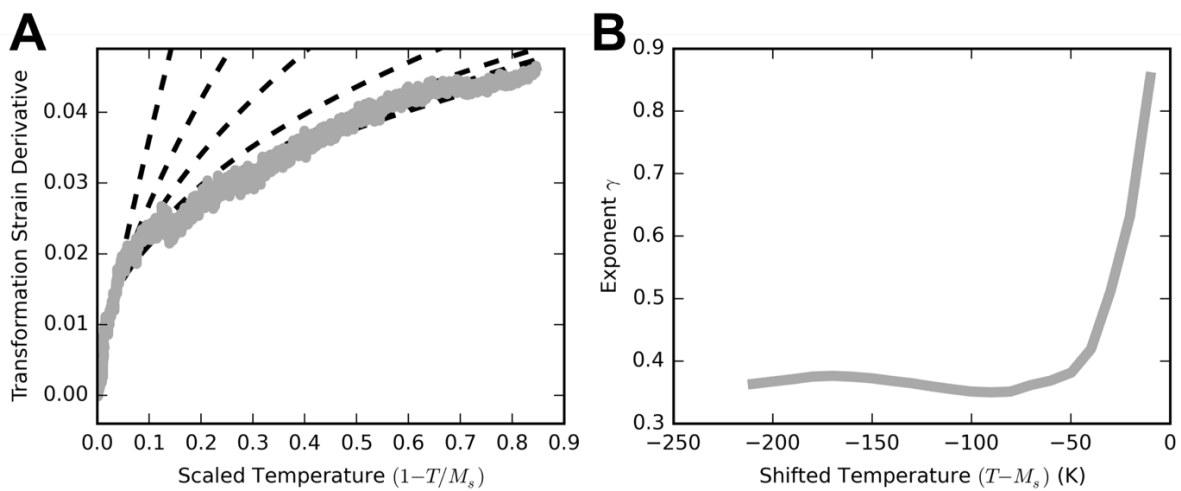 A
Transformation Strain Derivative
0.04
0.03
0.02
0.01
0.00
0.0 0.1 0.2 0.3 0.4 0.5 0.6 0.7 0.8 0.9
Scaled Temperature (1−T/Mₛ)
B
Exponent γ
0.9
0.8
0.7
0.6
0.5
0.4
0.3
−250 −200 −150 −100 −50 0
Shifted Temperature (T−Mₛ) (K)